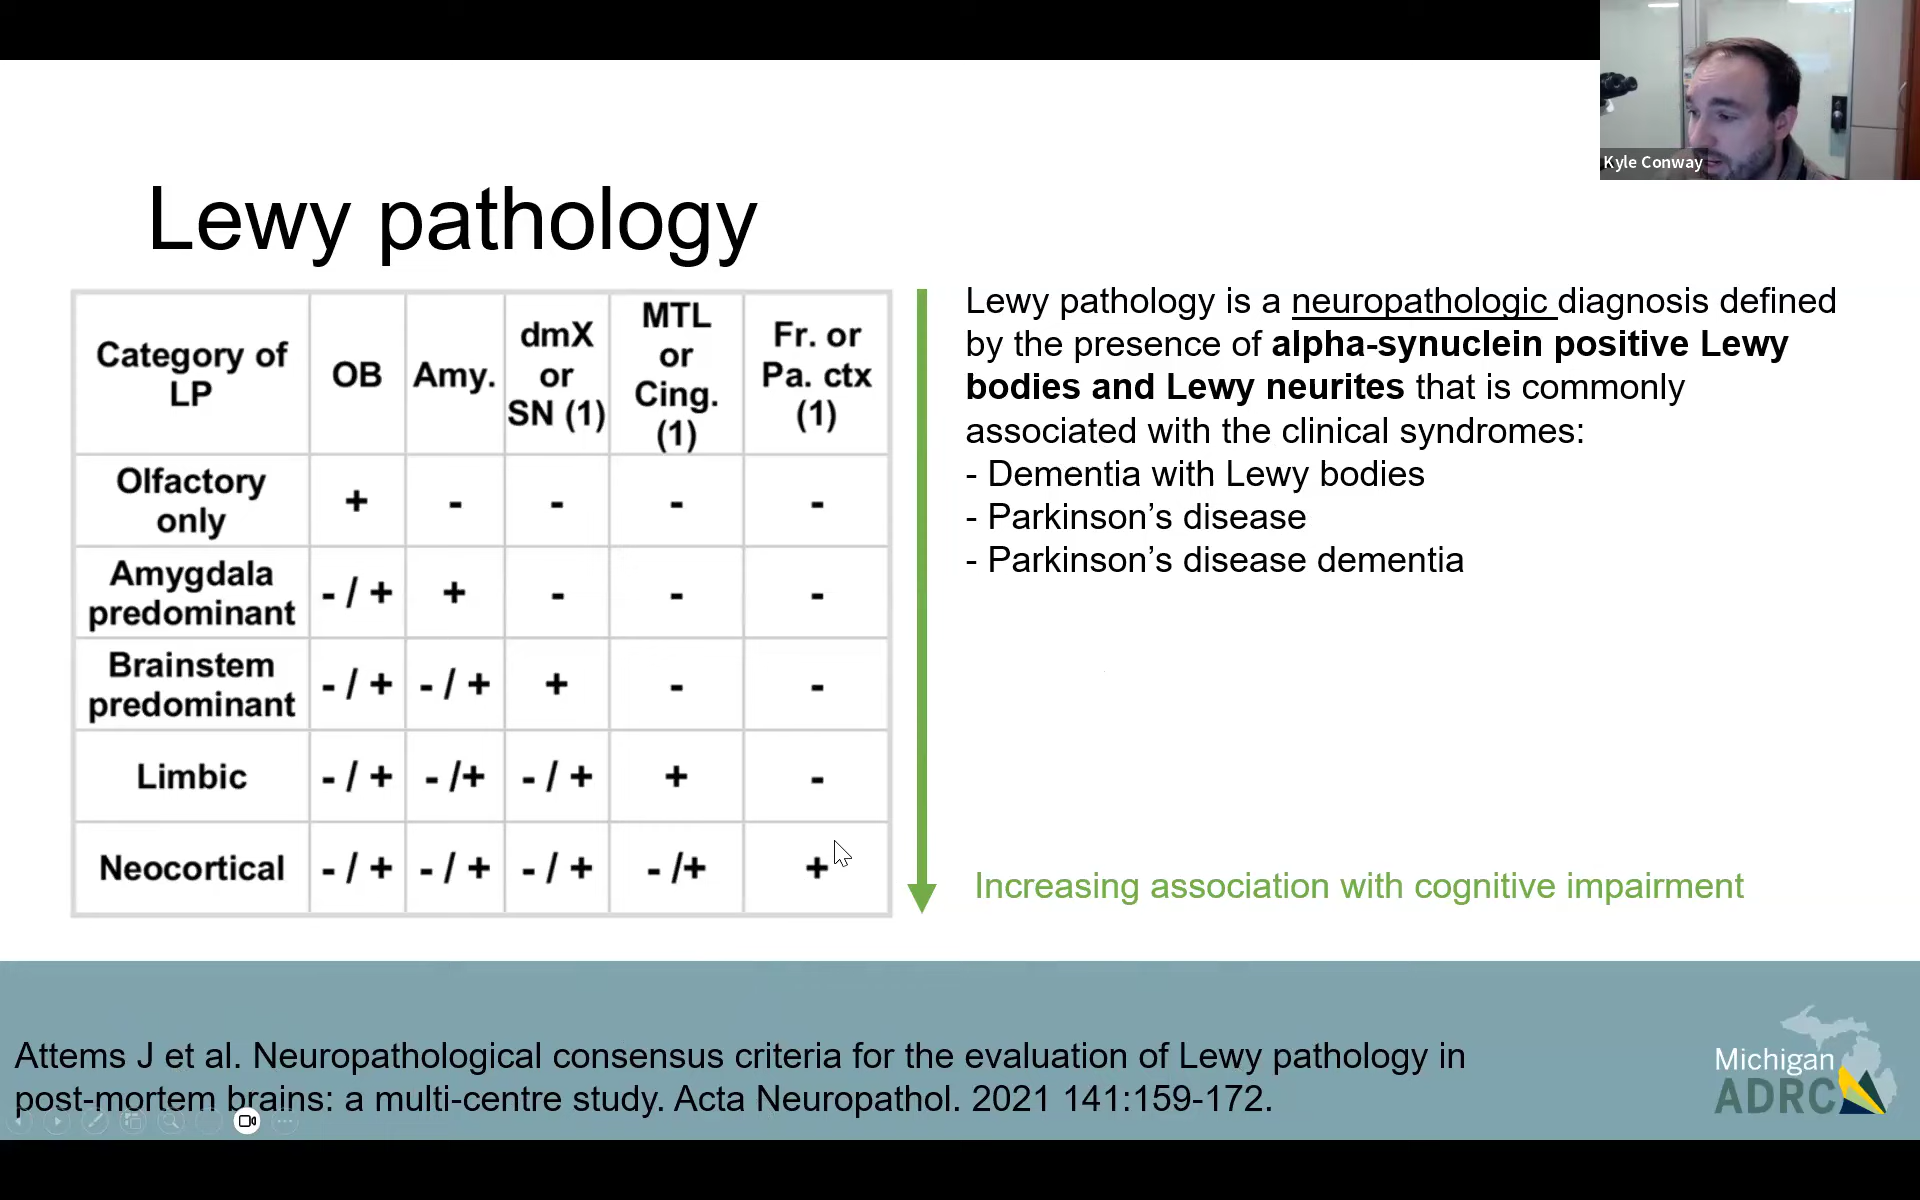 Kyle Conway
Lewy pathology
Category of LP OB Amy. dmX or SN (1) MTL or Cing. (1) Fr. or Pa. ctx (1)
Olfactory only + - - - -
Amygdala predominant - / + + - - -
Brainstem predominant - / + - / + + - -
Limbic - / + - /+ - / + + -
Neocortical - / + - / + - / + - /+ +
Lewy pathology is a neuropathologic diagnosis defined
by the presence of alpha-synuclein positive Lewy
bodies and Lewy neurites that is commonly
associated with the clinical syndromes:
- Dementia with Lewy bodies
- Parkinson’s disease
- Parkinson’s disease dementia
Increasing association with cognitive impairment
Attems J et al. Neuropathological consensus criteria for the evaluation of Lewy pathology in
post-mortem brains: a multi-centre study. Acta Neuropathol. 2021 141:159-172.
Michigan
ADRC